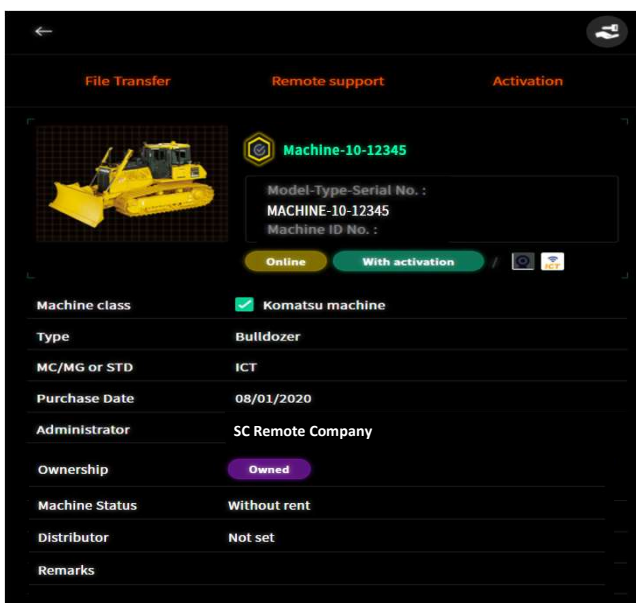 File Transfer Remote support Activation
Machine-10-12345
Model-Type-Serial No. :
MACHINE-10-12345
Machine ID No. :
Online With activation / ICT
Machine class Komatsu machine
Type Bulldozer
MC/MG or STD ICT
Purchase Date 08/01/2020
Administrator SC Remote Company
Ownership Owned
Machine Status Without rent
Distributor Not set
Remarks